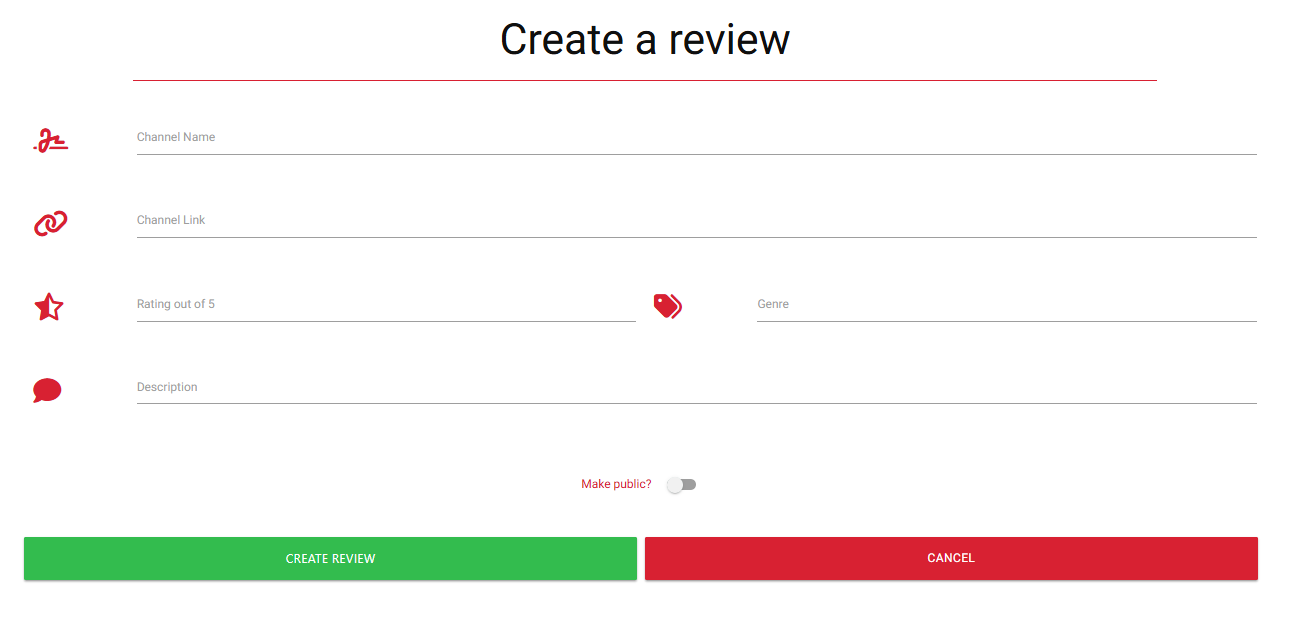 Create a review
Channel Name
Channel Link
Rating out of 5
Genre
Description
Make public?
CREATE REVIEW
CANCEL